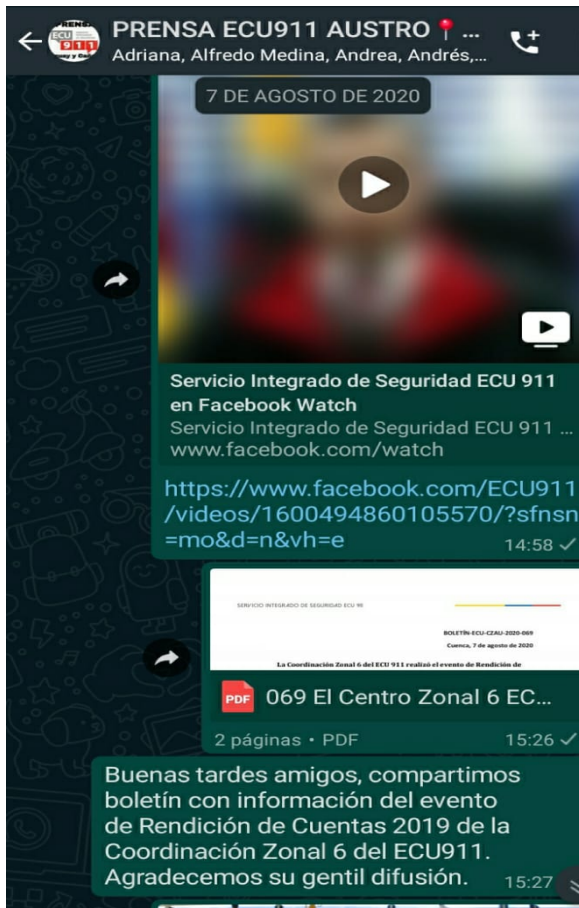 PRENSA ECU911 AUSTRO📍 ...
Adriana, Alfredo Medina, Andrea, Andrés,...
7 DE AGOSTO DE 2020
Servicio Integrado de Seguridad ECU 911
en Facebook Watch
Servicio Integrado de Seguridad ECU 911 ...
www.facebook.com/watch
https://www.facebook.com/ECU911
/videos/1600494860105570/?sfnsn
=mo&d=n&vh=e
14:58
SERVICIO INTEGRADO DE SEGURIDAD ECU 9
BOLETÍN-ECU-CZAU-2020-069
Cuenca, 7 de agosto de 2020
La Coordinación Zonal 6 del ECU 911 realizó el evento de Rendición de
PDF
069 El Centro Zonal 6 EC...
2 páginas • PDF
15:26
Buenas tardes amigos, compartimos
boletín con información del evento
de Rendición de Cuentas 2019 de la
Coordinación Zonal 6 del ECU911.
Agradecemos su gentil difusión.
15:27